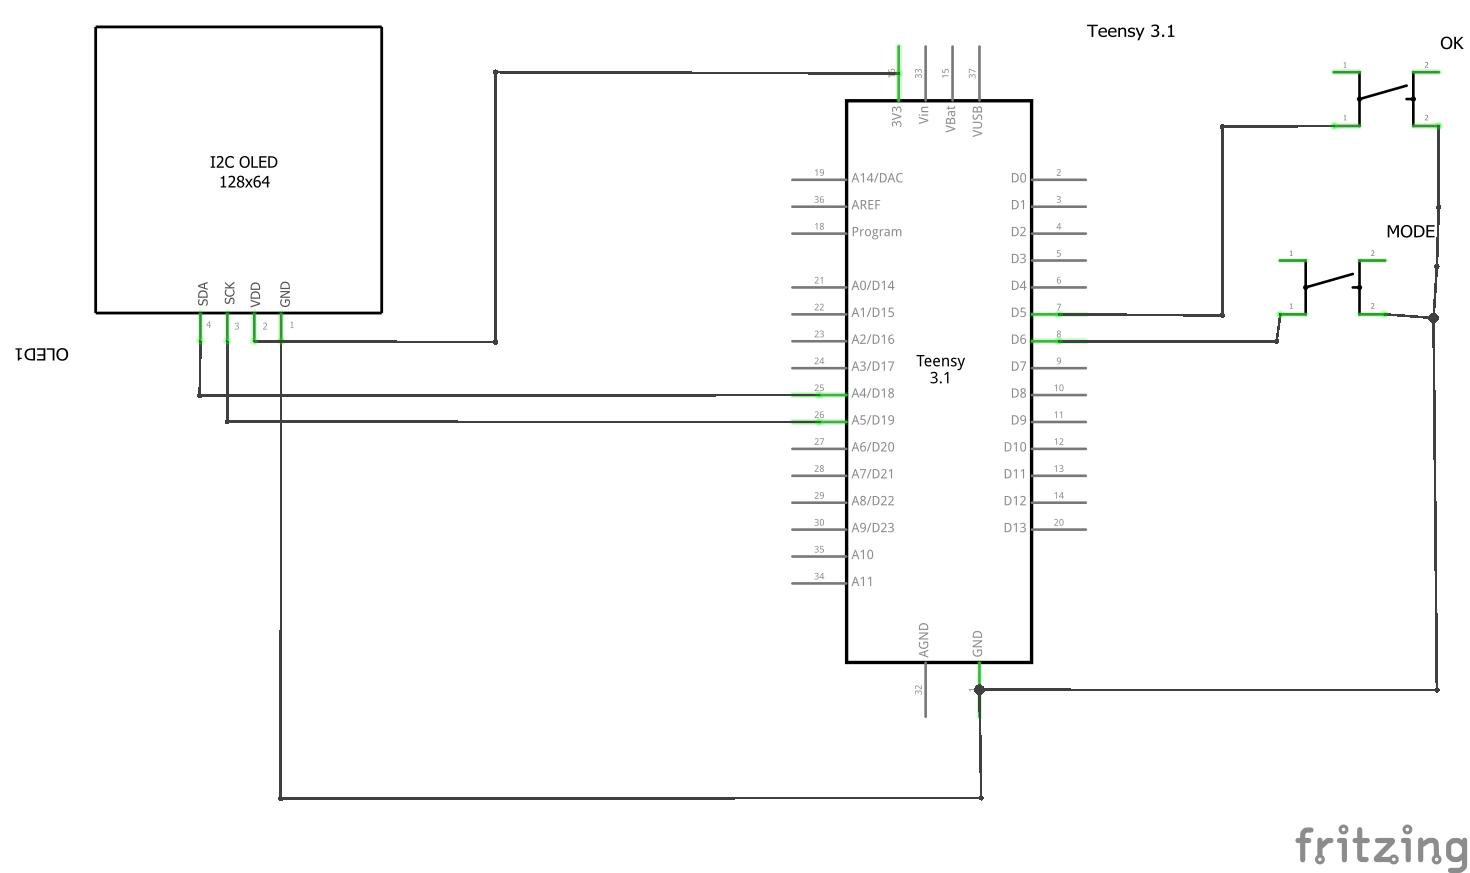 Teensy 3.1
OK
1
2
1
2
MODE
1
2
1
2
I2C OLED
128x64
SDA
SCK
VDD
GND
4
3
2
1
OLED1
33
15
37
3V3
Vin
VBat
VUSB
19
A14/DAC
36
AREF
18
Program
21
A0/D14
22
A1/D15
23
A2/D16
24
A3/D17
25
A4/D18
26
A5/D19
27
A6/D20
28
A7/D21
29
A8/D22
30
A9/D23
35
A10
34
A11
Teensy
3.1
D0
2
D1
3
D2
4
D3
5
D4
6
D5
7
D6
8
D7
9
D8
10
D9
11
D10
12
D11
13
D12
14
D13
20
AGND
GND
32
fritzing